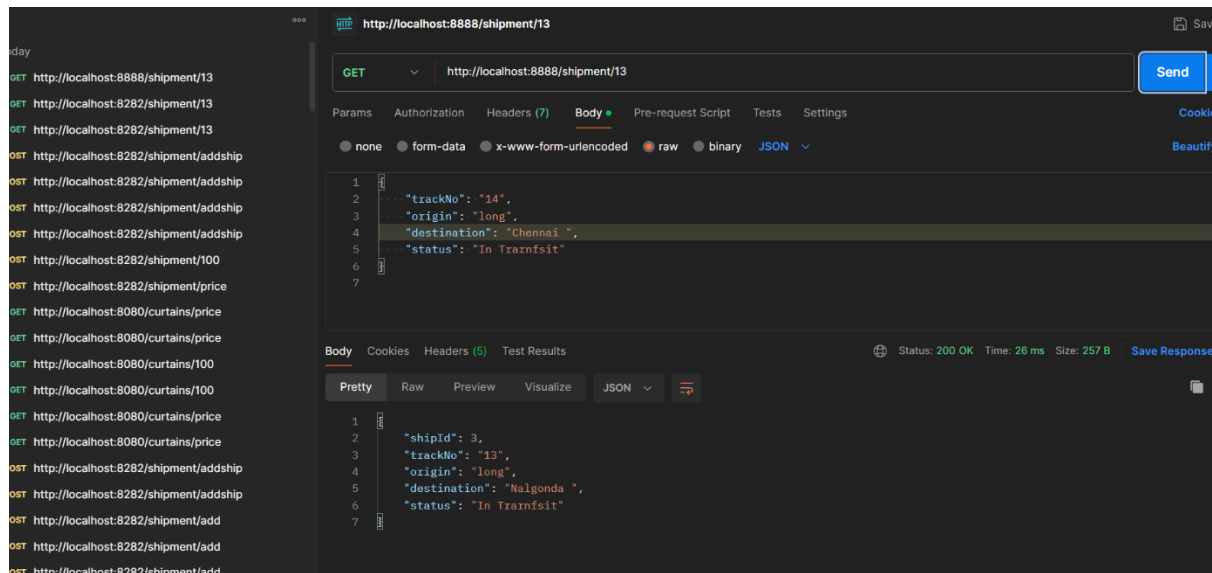 http://localhost:8888/shipment/13
Sav
oday
GET http://localhost:8888/shipment/13
GET http://localhost:8282/shipment/13
GET http://localhost:8282/shipment/13
OST http://localhost:8282/shipment/addship
OST http://localhost:8282/shipment/addship
OST http://localhost:8282/shipment/addship
OST http://localhost:8282/shipment/addship
OST http://localhost:8282/shipment/100
OST http://localhost:8282/shipment/price
GET http://localhost:8080/curtains/price
GET http://localhost:8080/curtains/price
GET http://localhost:8080/curtains/100
GET http://localhost:8080/curtains/100
GET http://localhost:8080/curtains/price
GET http://localhost:8080/curtains/price
OST http://localhost:8282/shipment/addship
OST http://localhost:8282/shipment/addship
OST http://localhost:8282/shipment/add
OST http://localhost:8282/shipment/add
OST http://localhost:8282/shipment/add
GET http://localhost:8888/shipment/13 Send
Params Authorization Headers (7) Body Pre-request Script Tests Settings Cookie
none form-data x-www-form-urlencoded raw binary JSON Beautif
1 {
2 "trackNo": "14",
3 "origin": "long",
4 "destination": "Chennai ",
5 "status": "In Trarnfsit"
6 }
7
Body Cookies Headers (5) Test Results Status: 200 OK Time: 26 ms Size: 257 B Save Response
Pretty Raw Preview Visualize JSON
1 {
2 "shipId": 3,
3 "trackNo": "13",
4 "origin": "long",
5 "destination": "Nalgonda ",
6 "status": "In Trarnfsit"
7 }